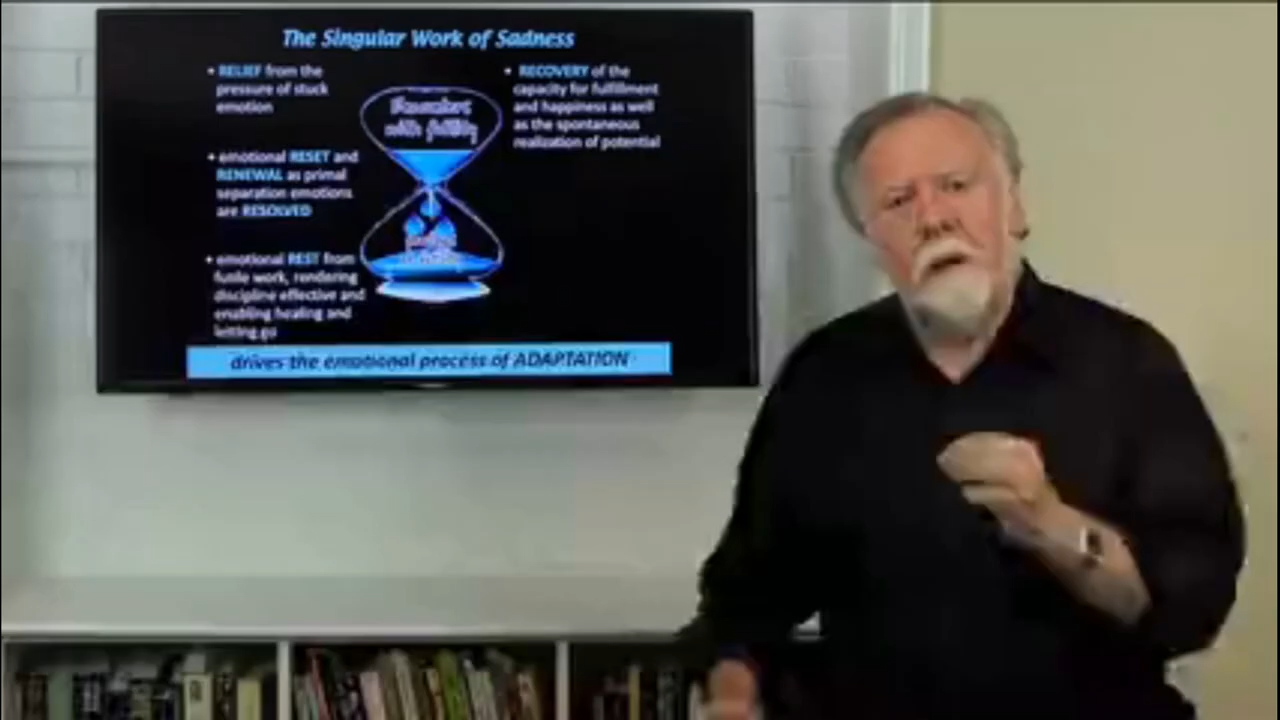 The Singular Work of Sadness
• RELIEF from the
pressure of stuck
emotion
• emotional RESET and
RENEWAL as primal
separation emotions
are RESOLVED
• emotional REST from
futile work, rendering
discipline effective and
enabling healing and
letting go
with futility
• RECOVERY of the
capacity for fulfillment
and happiness as well
as the spontaneous
realization of potential
drives the emotional process of ADAPTATION